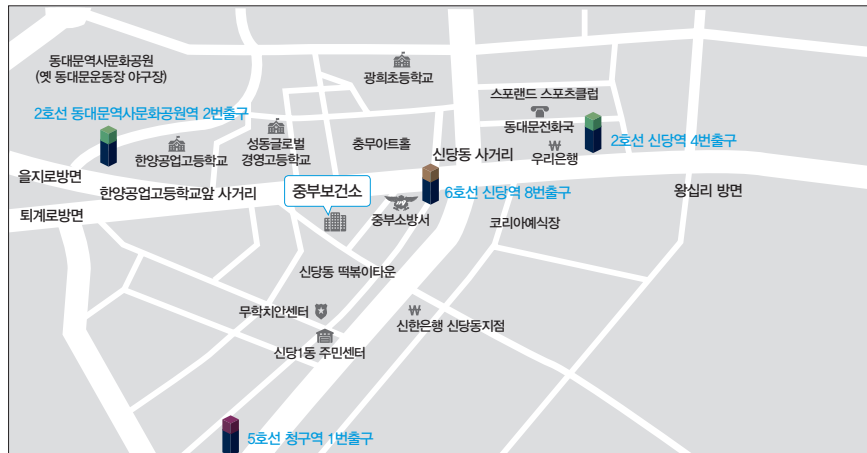 동대문역사문화공원
(옛 동대문운동장 야구장)
광희초등학교
스포랜드 스포츠클럽
2호선 동대문역사문화공원역 2번출구
동대문전화국
2호선 신당역 4번출구
한양공업고등학교
성동글로벌
경영고등학교
충무아트홀
신당동 사거리
우리은행
을지로방면
한양공업고등학교앞 사거리
중부보건소
6호선 신당역 8번출구
왕십리 방면
퇴계로방면
중부소방서
코리아예식장
신당동 떡볶이타운
무학치안센터
신한은행 신당동지점
신당1동 주민센터
5호선 청구역 1번출구